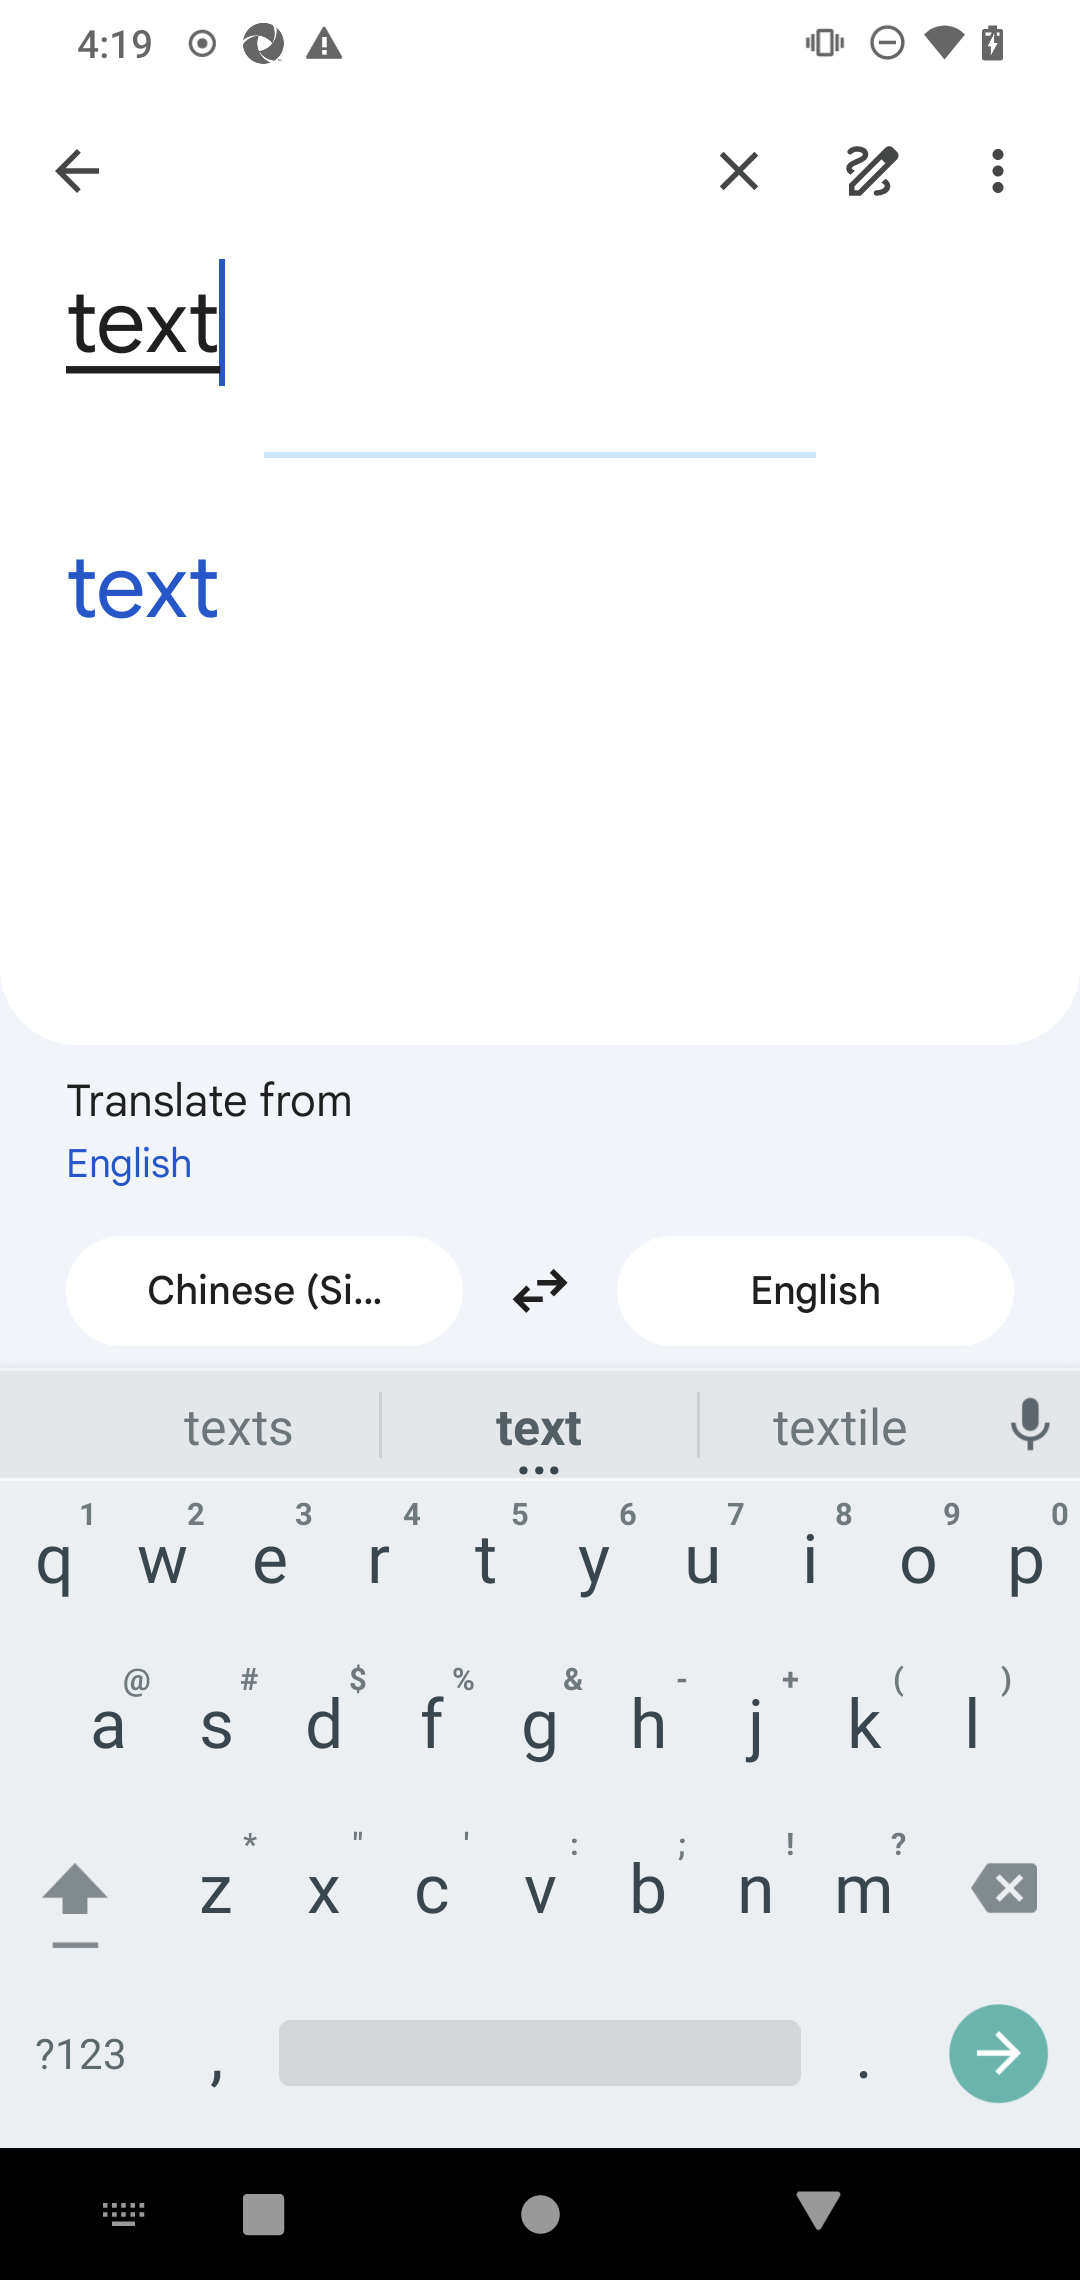 4:19
text
text
Translate from
English
Chinese (Si...
English
texts
text
textile
1 2 3 4 5 6 7 8 9 0
q w e r t y u i o p
@ # $ % & - + ( )
a s d f g h j k l
* " ' : ; ! ?
z x c v b n m
?123 , .